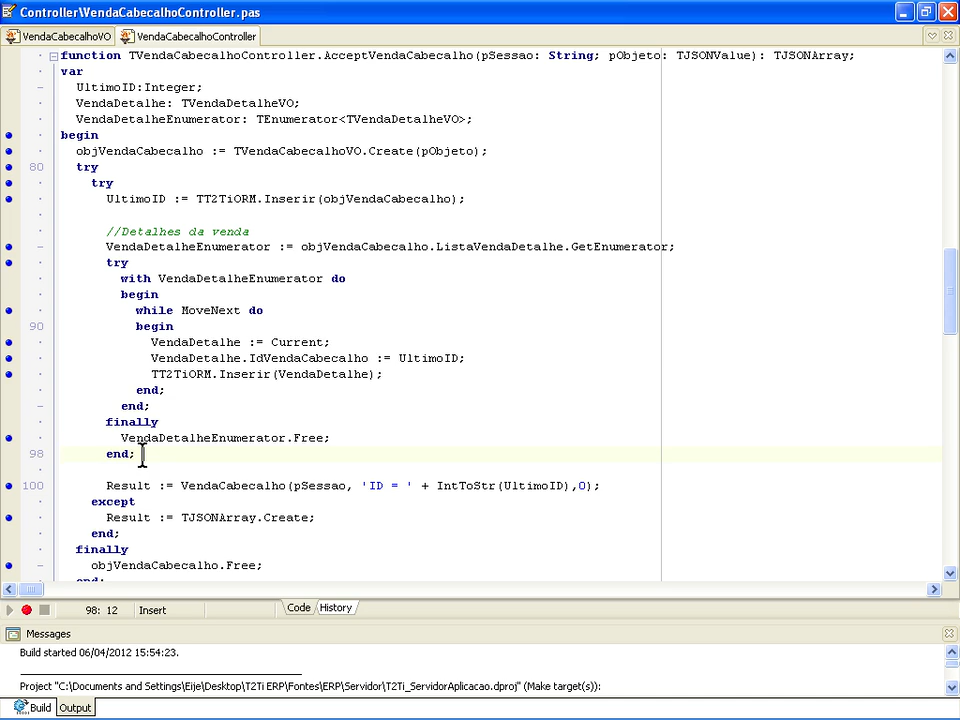 Controller\VendaCabecalhoController.pas
VendaCabecalhoVO VendaCabecalhoController
function TVendaCabecalhoController.AcceptVendaCabecalho(pSessao: String; pObjeto: TJSONValue): TJSONArray;
var
UltimoID:Integer;
VendaDetalhe: TVendaDetalheVO;
VendaDetalheEnumerator: TEnumerator<TVendaDetalheVO>;
begin
objVendaCabecalho := TVendaCabecalhoVO.Create(pObjeto);
80 try
try
UltimoID := TT2TiORM.Inserir(objVendaCabecalho);
//Detalhes da venda
VendaDetalheEnumerator := objVendaCabecalho.ListaVendaDetalhe.GetEnumerator;
try
with VendaDetalheEnumerator do
begin
while MoveNext do
90 begin
VendaDetalhe := Current;
VendaDetalhe.IdVendaCabecalho := UltimoID;
TT2TiORM.Inserir(VendaDetalhe);
end;
end;
finally
VendaDetalheEnumerator.Free;
98 end;
100 Result := VendaCabecalho(pSessao, 'ID = ' + IntToStr(UltimoID),0);
except
Result := TJSONArray.Create;
end;
finally
objVendaCabecalho.Free;
end;
98: 12 Insert Code History
Messages
Build started 06/04/2012 15:54:23.
Project "C:\Documents and Settings\Eije\Desktop\T2Ti ERP\Fontes\ERP\Servidor\T2Ti_ServidorAplicacao.dproj" (Make target(s)):
Build Output